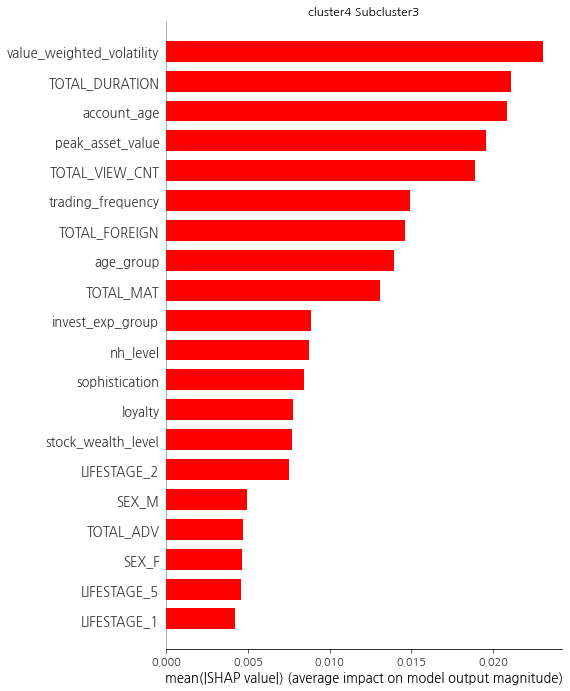 cluster4 Subcluster3
value_weighted_volatility
TOTAL_DURATION
account_age
peak_asset_value
TOTAL_VIEW_CNT
trading_frequency
TOTAL_FOREIGN
age_group
TOTAL_MAT
invest_exp_group
nh_level
sophistication
loyalty
stock_wealth_level
LIFESTAGE_2
SEX_M
TOTAL_ADV
SEX_F
LIFESTAGE_5
LIFESTAGE_1
0.000 0.005 0.010 0.015 0.020
mean(|SHAP value|) (average impact on model output magnitude)